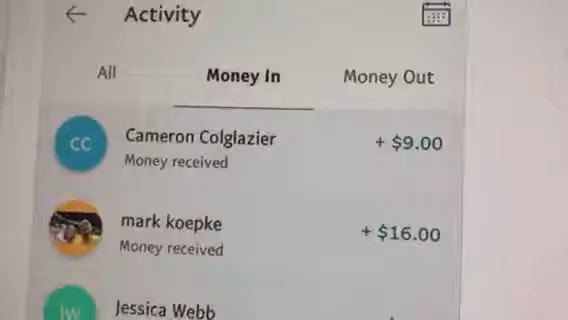 Activity
All Money In Money Out
CC Cameron Colglazier + $9.00
Money received
mark koepke + $16.00
Money received
JW Jessica Webb